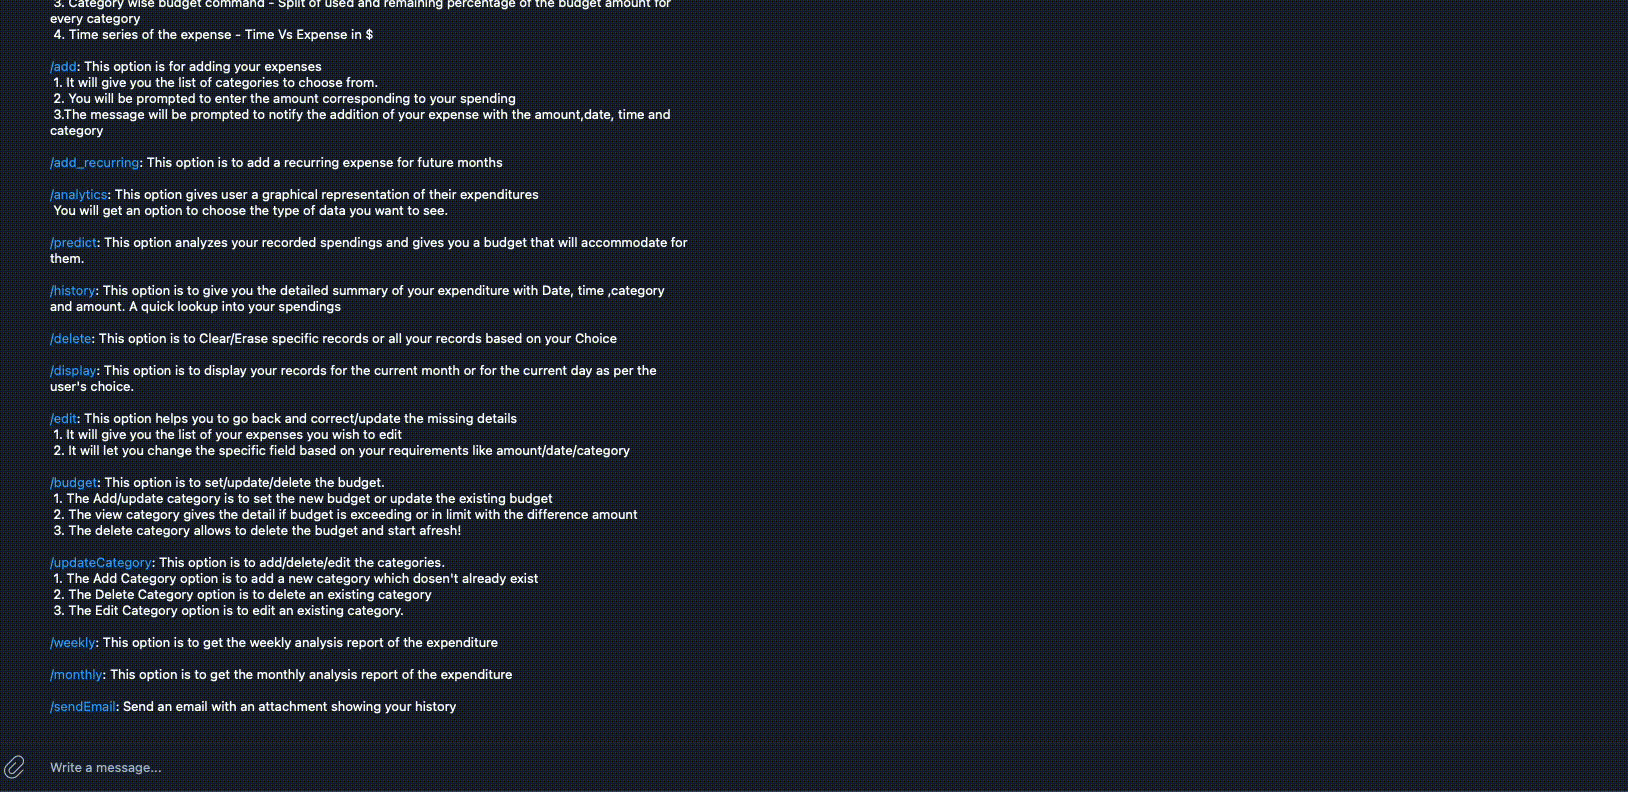 3. Category wise budget command - Split of used and remaining percentage of the budget amount for
every category
4. Time series of the expense - Time Vs Expense in $
/add: This option is for adding your expenses
1. It will give you the list of categories to choose from.
2. You will be prompted to enter the amount corresponding to your spending
3.The message will be prompted to notify the addition of your expense with the amount,date, time and
category
/add_recurring: This option is to add a recurring expense for future months
/analytics: This option gives user a graphical representation of their expenditures
You will get an option to choose the type of data you want to see.
/predict: This option analyzes your recorded spendings and gives you a budget that will accommodate for
them.
/history: This option is to give you the detailed summary of your expenditure with Date, time ,category
and amount. A quick lookup into your spendings
/delete: This option is to Clear/Erase specific records or all your records based on your Choice
/display: This option is to display your records for the current month or for the current day as per the
user's choice.
/edit: This option helps you to go back and correct/update the missing details
1. It will give you the list of your expenses you wish to edit
2. It will let you change the specific field based on your requirements like amount/date/category
/budget: This option is to set/update/delete the budget.
1. The Add/update category is to set the new budget or update the existing budget
2. The view category gives the detail if budget is exceeding or in limit with the difference amount
3. The delete category allows to delete the budget and start afresh!
/updateCategory: This option is to add/delete/edit the categories.
1. The Add Category option is to add a new category which dosen't already exist
2. The Delete Category option is to delete an existing category
3. The Edit Category option is to edit an existing category.
/weekly: This option is to get the weekly analysis report of the expenditure
/monthly: This option is to get the monthly analysis report of the expenditure
/sendEmail: Send an email with an attachment showing your history
Write a message...